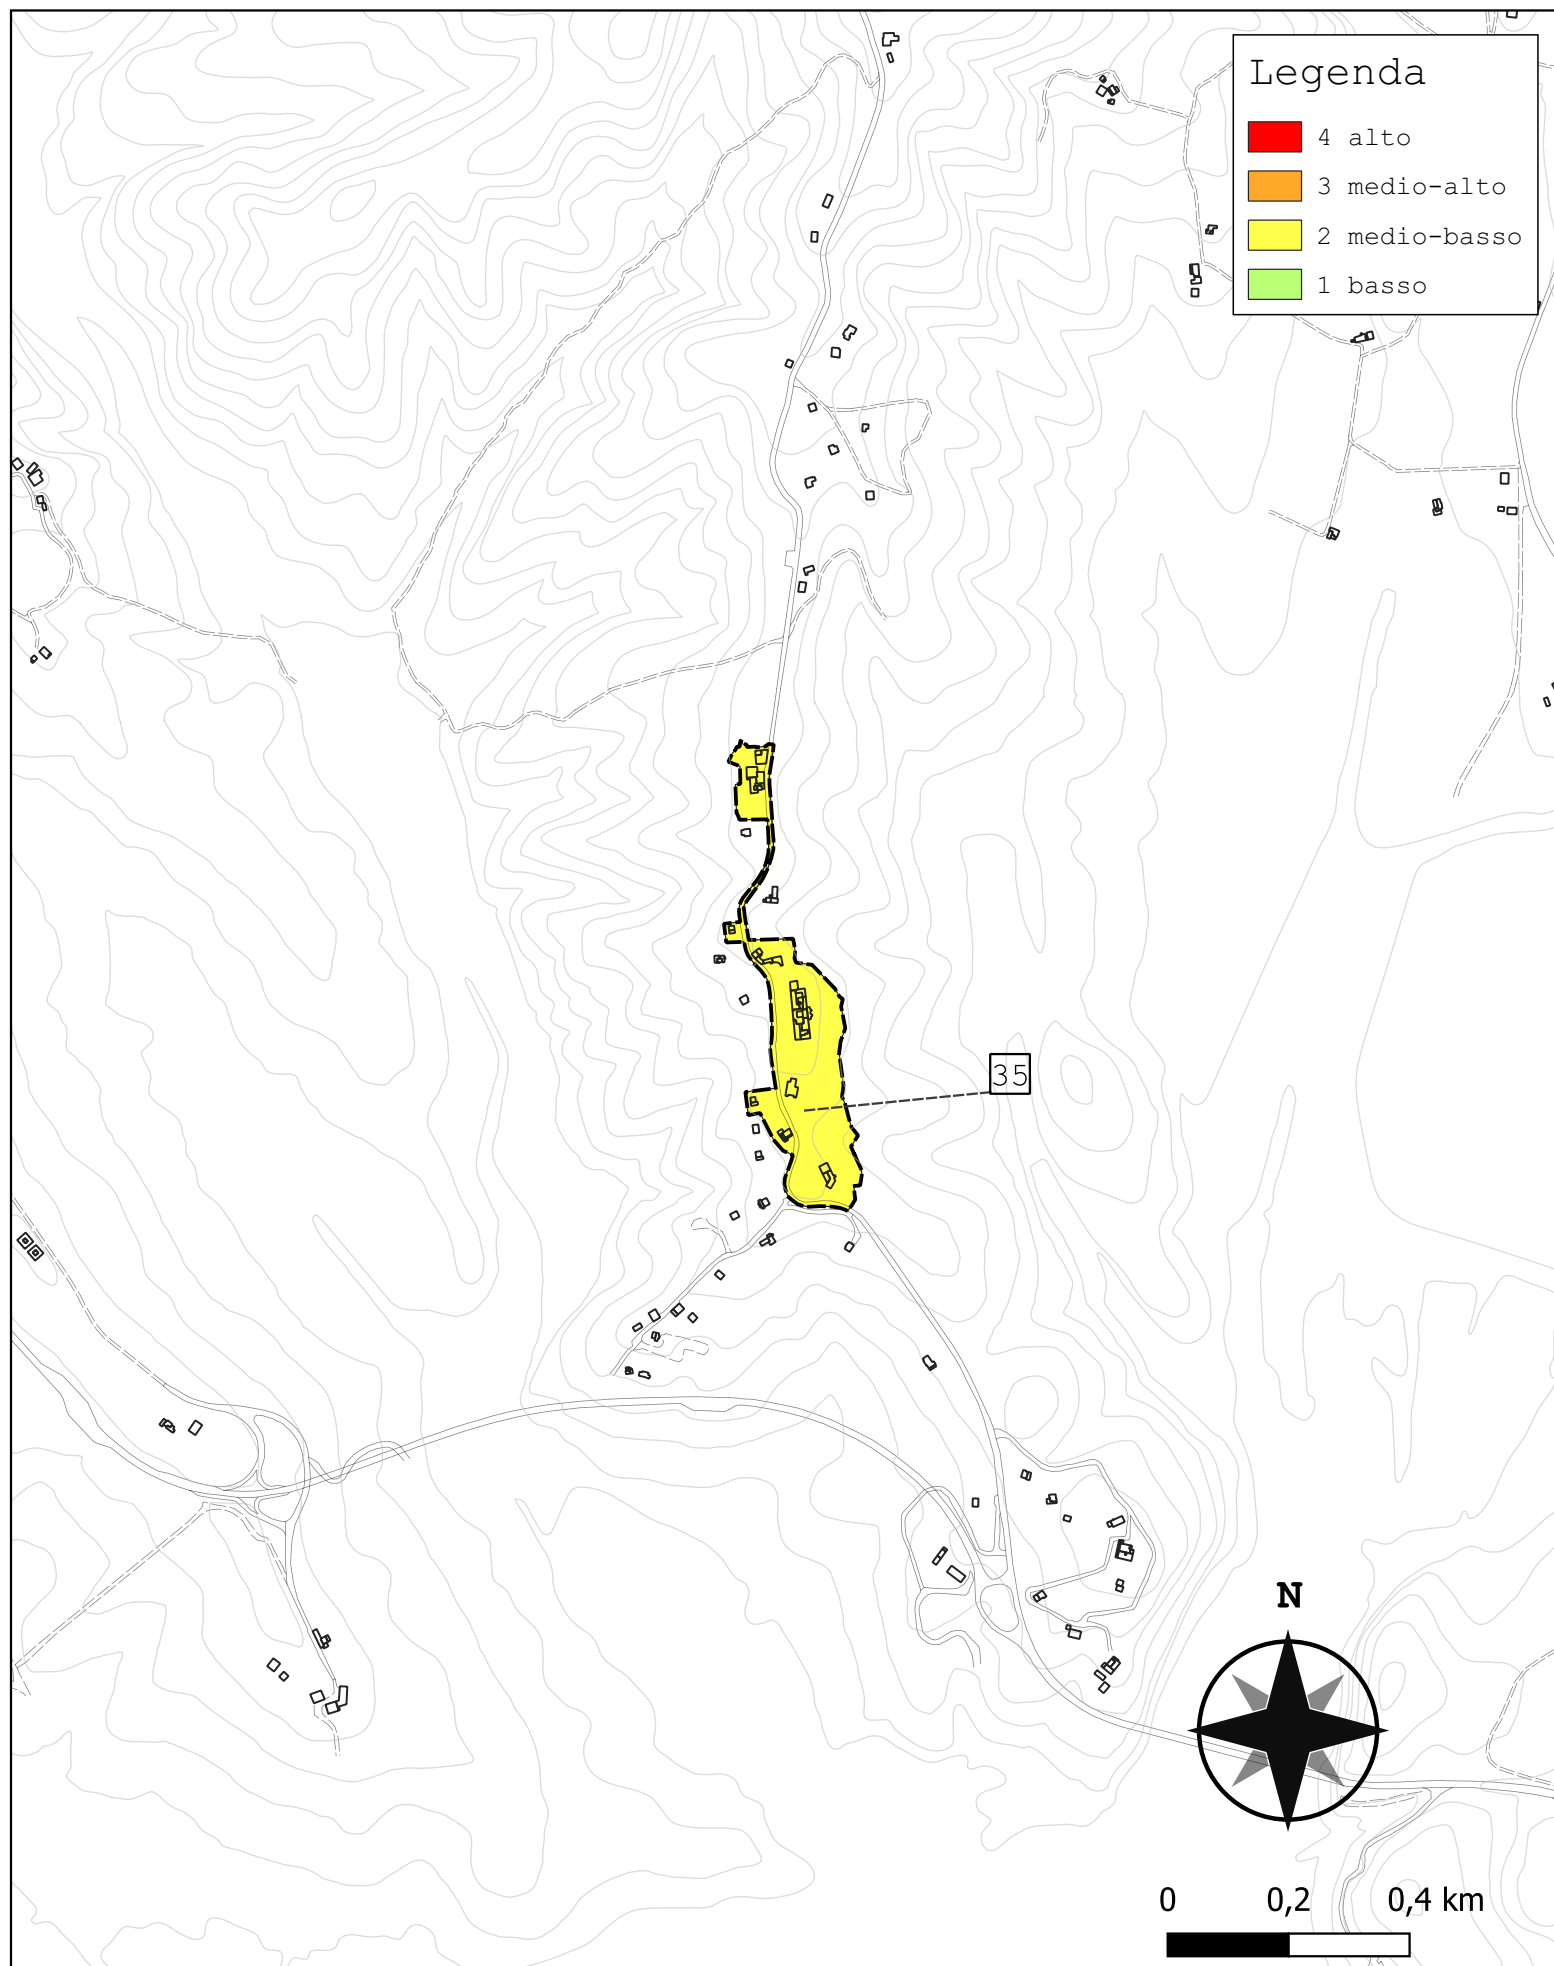 Legenda
4 alto
3 medio-alto
2 medio-basso
1 basso
35
N
0 0,2 0,4 km